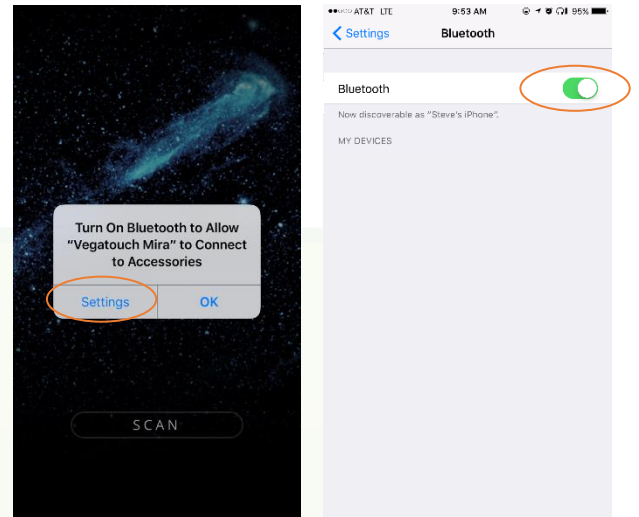 Turn On Bluetooth to Allow
“Vegatouch Mira” to Connect
to Accessories
Settings
OK
SCAN
AT&T LTE 9:53 AM 95%
Settings Bluetooth
Bluetooth
Now discoverable as “Steve's iPhone”.
MY DEVICES